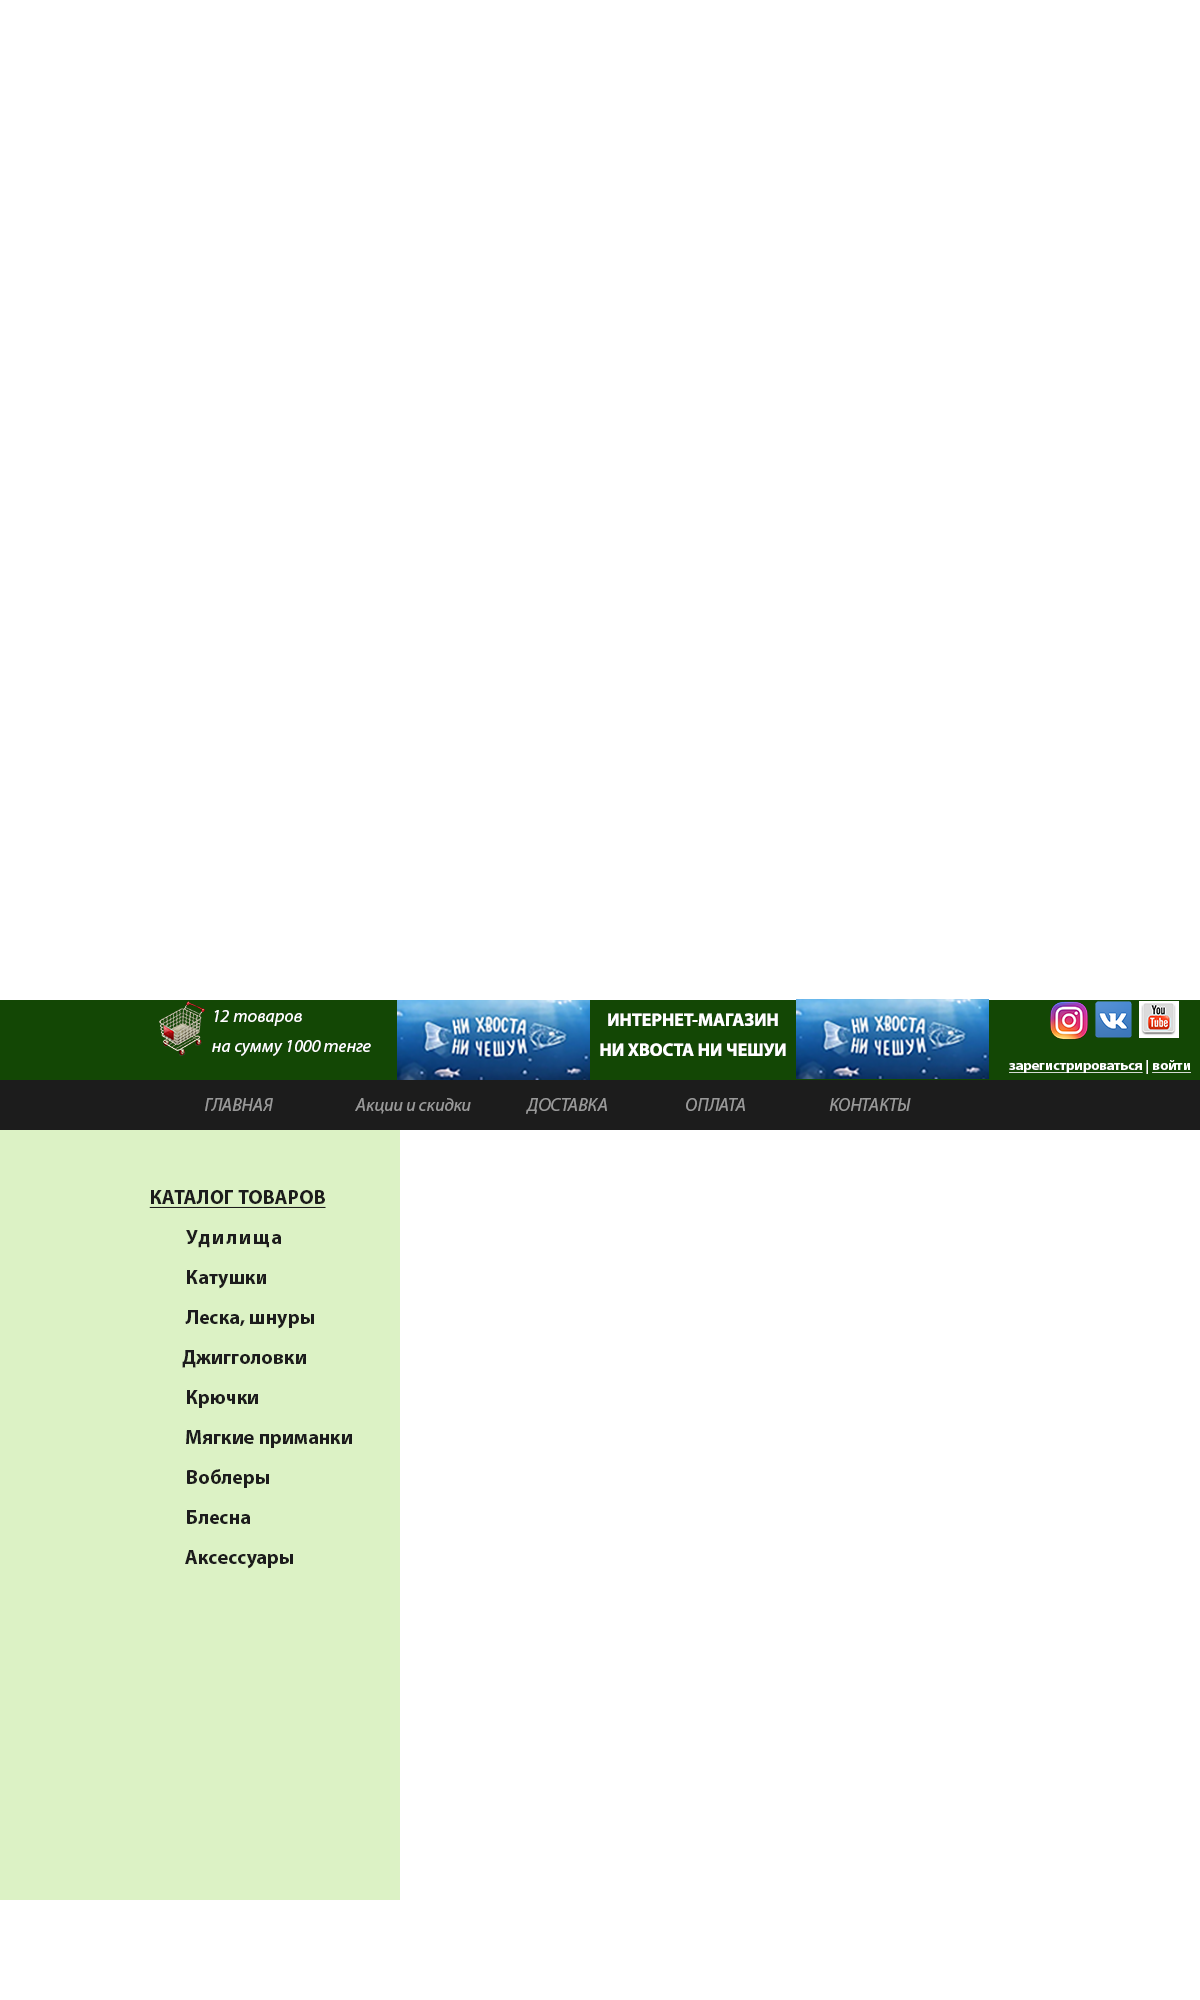 12 товаров
на сумму 1000 тенге
НИ ХВОСТА
НИ ЧЕШУИ
ИНТЕРНЕТ-МАГАЗИН
НИ ХВОСТА НИ ЧЕШУИ
НИ ХВОСТА
НИ ЧЕШУИ
You
Tube
зарегистрироваться | войти
ГЛАВНАЯ Акции и скидки ДОСТАВКА ОПЛАТА КОНТАКТЫ
КАТАЛОГ ТОВАРОВ
Удилища
Катушки
Леска, шнуры
Джигголовки
Крючки
Мягкие приманки
Воблеры
Блесна
Аксессуары